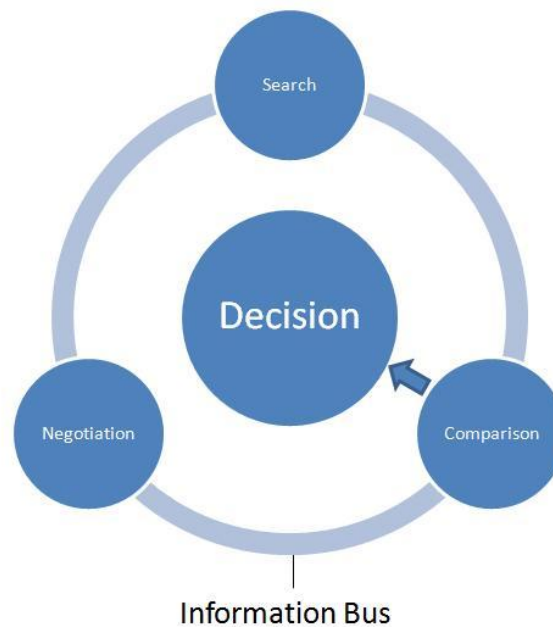 Search
Decision
Negotiation
Comparison
Information Bus